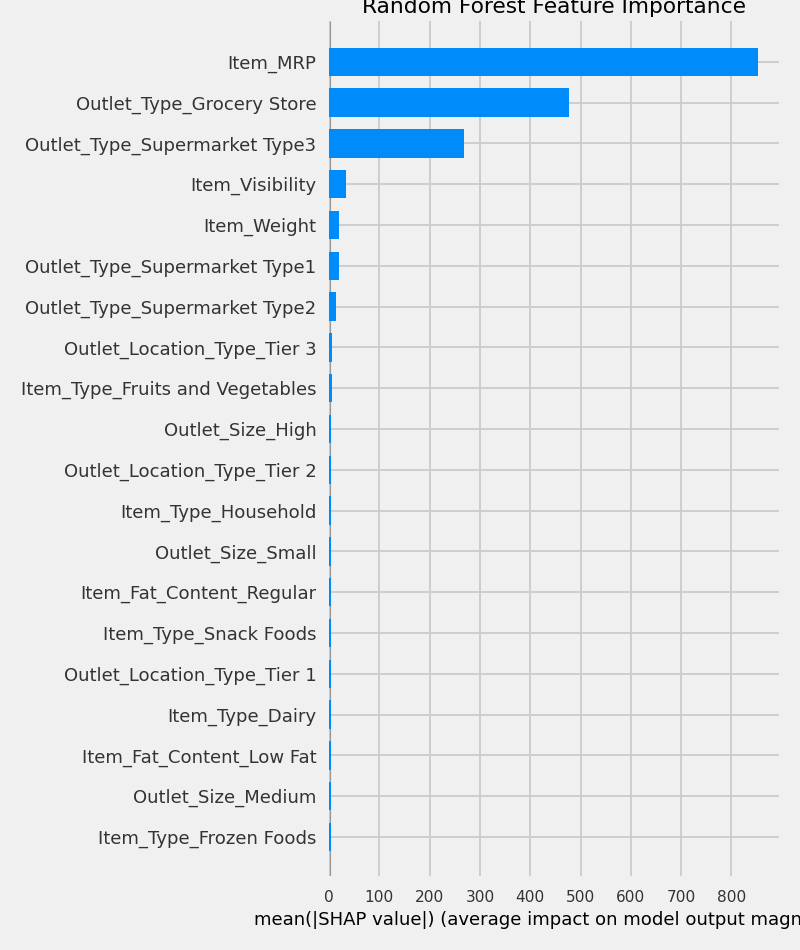 Random Forest Feature Importance
Item_MRP
Outlet_Type_Grocery Store
Outlet_Type_Supermarket Type3
Item_Visibility
Item_Weight
Outlet_Type_Supermarket Type1
Outlet_Type_Supermarket Type2
Outlet_Location_Type_Tier 3
Item_Type_Fruits and Vegetables
Outlet_Size_High
Outlet_Location_Type_Tier 2
Item_Type_Household
Outlet_Size_Small
Item_Fat_Content_Regular
Item_Type_Snack Foods
Outlet_Location_Type_Tier 1
Item_Type_Dairy
Item_Fat_Content_Low Fat
Outlet_Size_Medium
Item_Type_Frozen Foods
0 100 200 300 400 500 600 700 800
mean(|SHAP value|) (average impact on model output magn